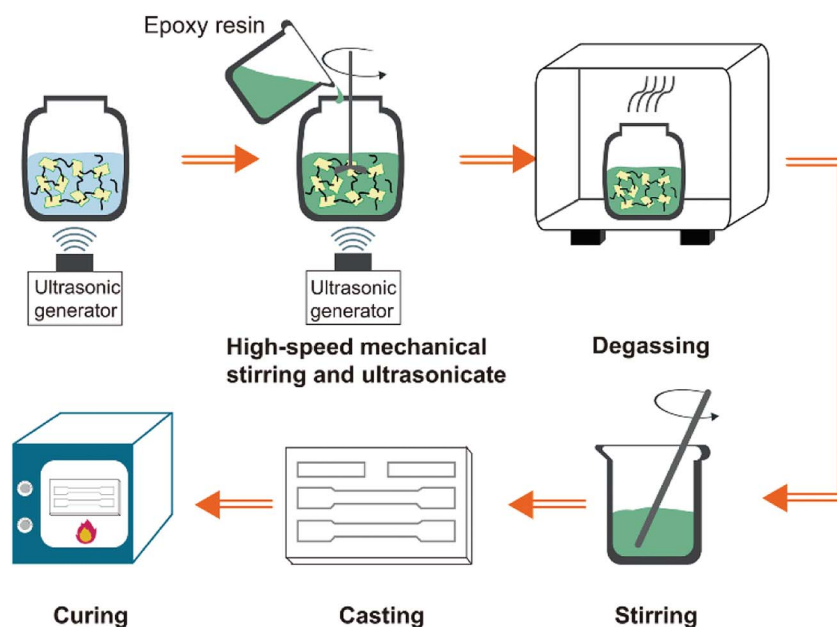 Epoxy resin
Ultrasonic
generator
Ultrasonic
generator
High-speed mechanical
stirring and ultrasonicate
Degassing
Curing
Casting
Stirring